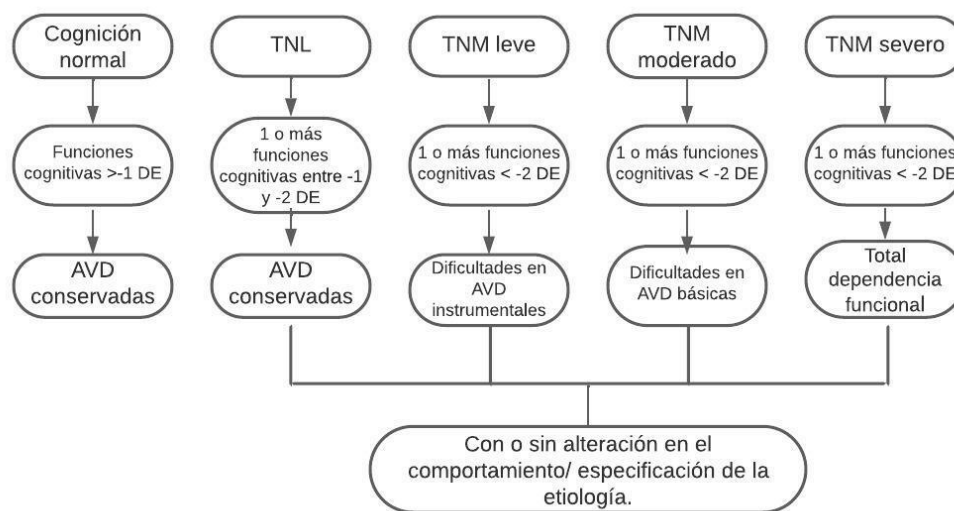 Cognición
normal
TNL
TNM leve
TNM
moderado
TNM severo
Funciones
cognitivas >-1 DE
1 o más
funciones
cognitivas entre -1
y -2 DE
1 o más funciones
cognitivas < -2 DE
1 o más funciones
cognitivas < -2 DE
1 o más funciones
cognitivas < -2 DE
AVD
conservadas
AVD
conservadas
Dificultades en
AVD
instrumentales
Dificultades en
AVD básicas
Total
dependencia
funcional
Con o sin alteración en el
comportamiento/ especificación de la
etiología.